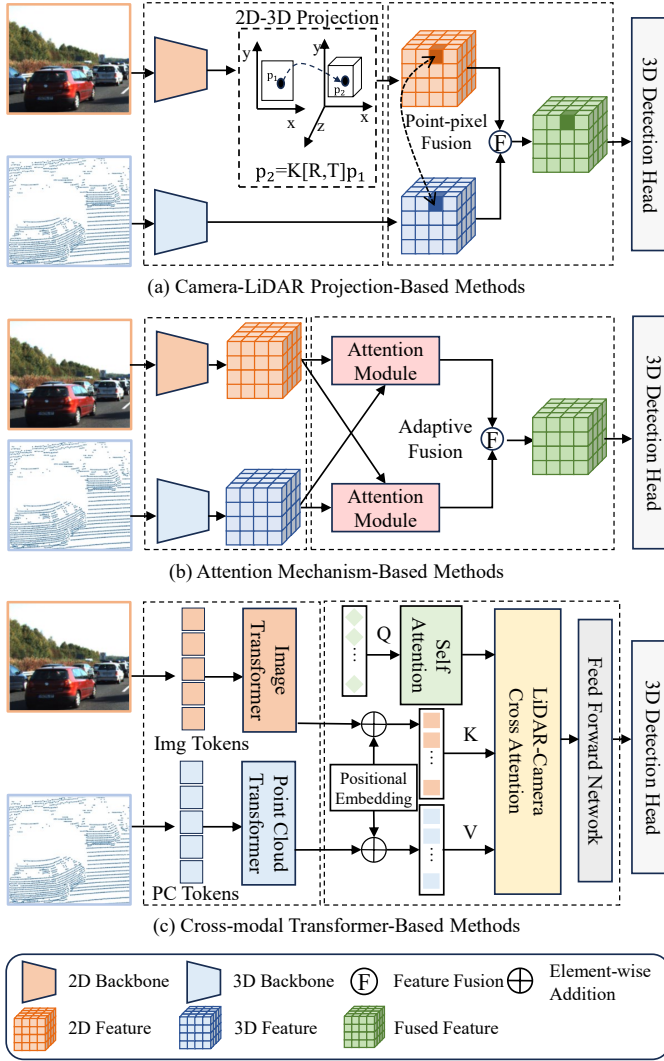 2D-3D Projection
y
y
p₁
p₂
x
x
z
p₂=K[R,T]p₁
Point-pixel
Fusion
F
3D Detection Head
(a) Camera-LiDAR Projection-Based Methods
Attention
Module
Adaptive
Fusion
F
Attention
Module
3D Detection Head
(b) Attention Mechanism-Based Methods
Img Tokens
Image
Transformer
Q
Self
Attention
K
LiDAR-Camera
Cross Attention
Feed Forward Network
3D Detection Head
Positional
Embedding
PC Tokens
Point Cloud
Transformer
V
(c) Cross-modal Transformer-Based Methods
2D Backbone
3D Backbone
F
Feature Fusion
Element-wise
Addition
2D Feature
3D Feature
Fused Feature